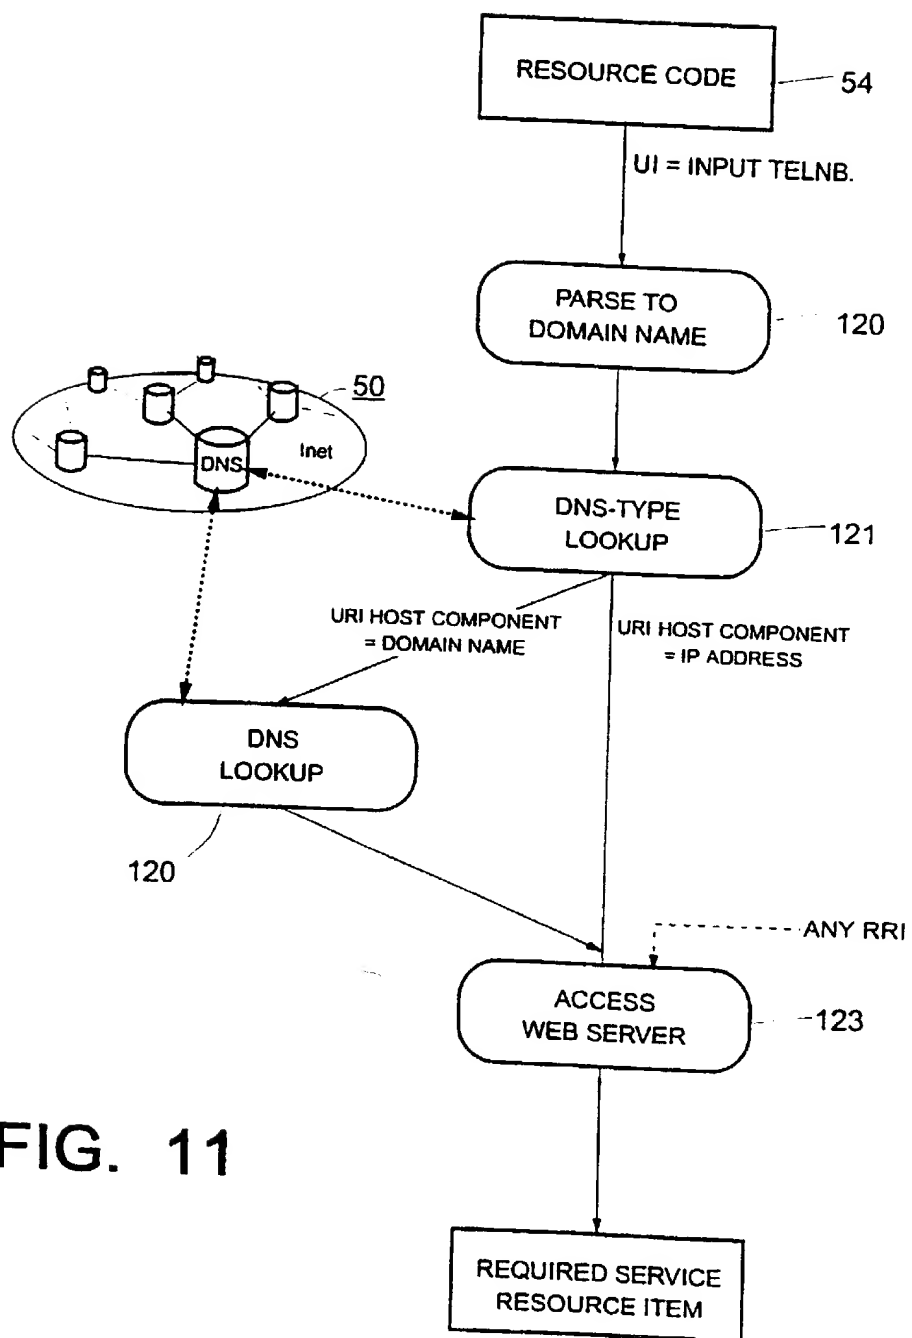 RESOURCE CODE
54
UI = INPUT TELNB.
PARSE TO
DOMAIN NAME
120
50
Inet
DNS
DNS-TYPE
LOOKUP
121
URI HOST COMPONENT
= DOMAIN NAME
URI HOST COMPONENT
= IP ADDRESS
DNS
LOOKUP
120
ANY RRI
ACCESS
WEB SERVER
123
FIG. 11
REQUIRED SERVICE
RESOURCE ITEM